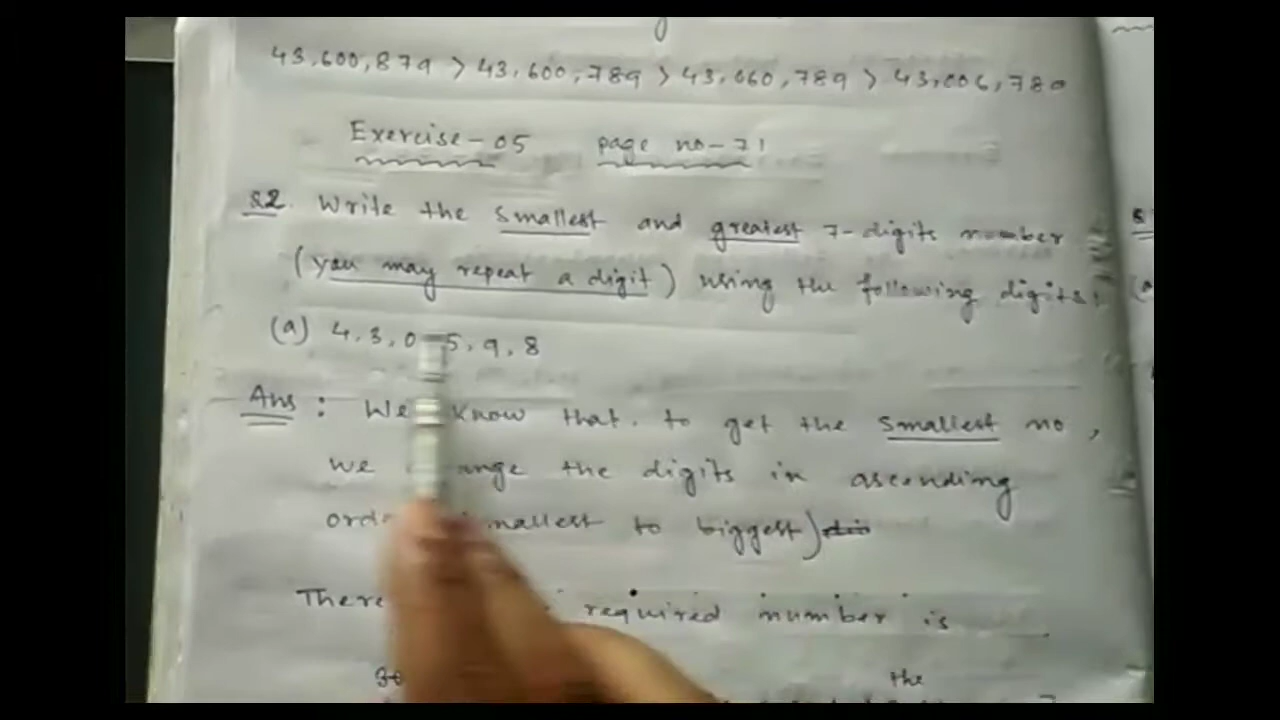 43,600,879 > 43,600,789 > 43,060,789 > 43,006,780
Exercise-05 page no-71
Q2. Write the smallest and greatest 7-digits number
(you may repeat a digit) using the following digits:
(a) 4, 3, 0 5, 9, 8
Ans : We know that. to get the smallest no,
we the digits in ascending
smallest to biggest)
required number is
the